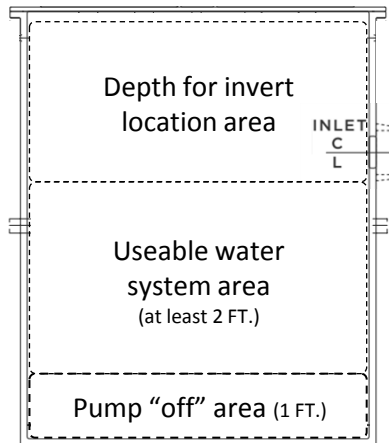 Depth for invert
location area
INLET
C
L
Useable water
system area
(at least 2 FT.)
Pump “off” area (1 FT.)